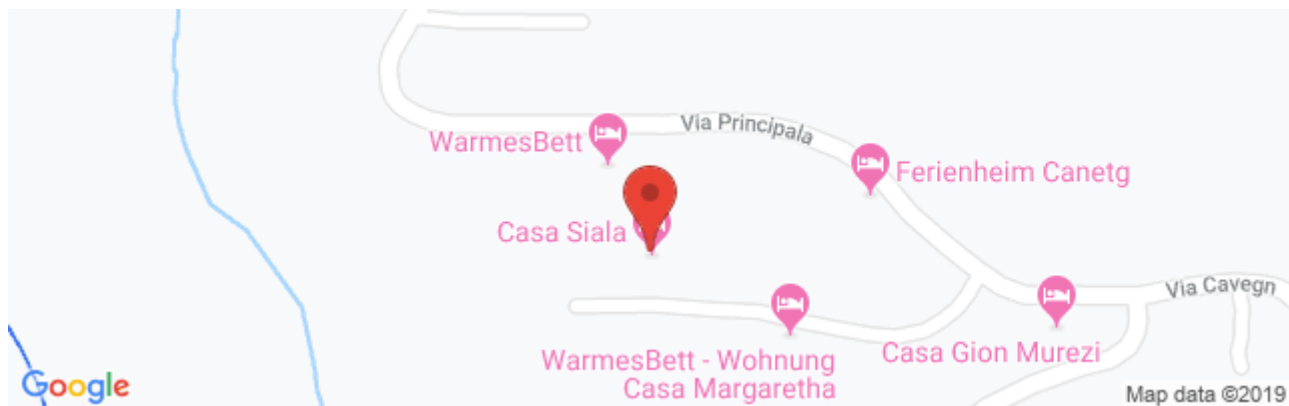 Via Principala
WarmesBett
Ferienheim Canetg
Casa Siala
Via Cavegn
WarmesBett - Wohnung
Casa Margaretha
Casa Gion Murezi
Google
Map data ©2019